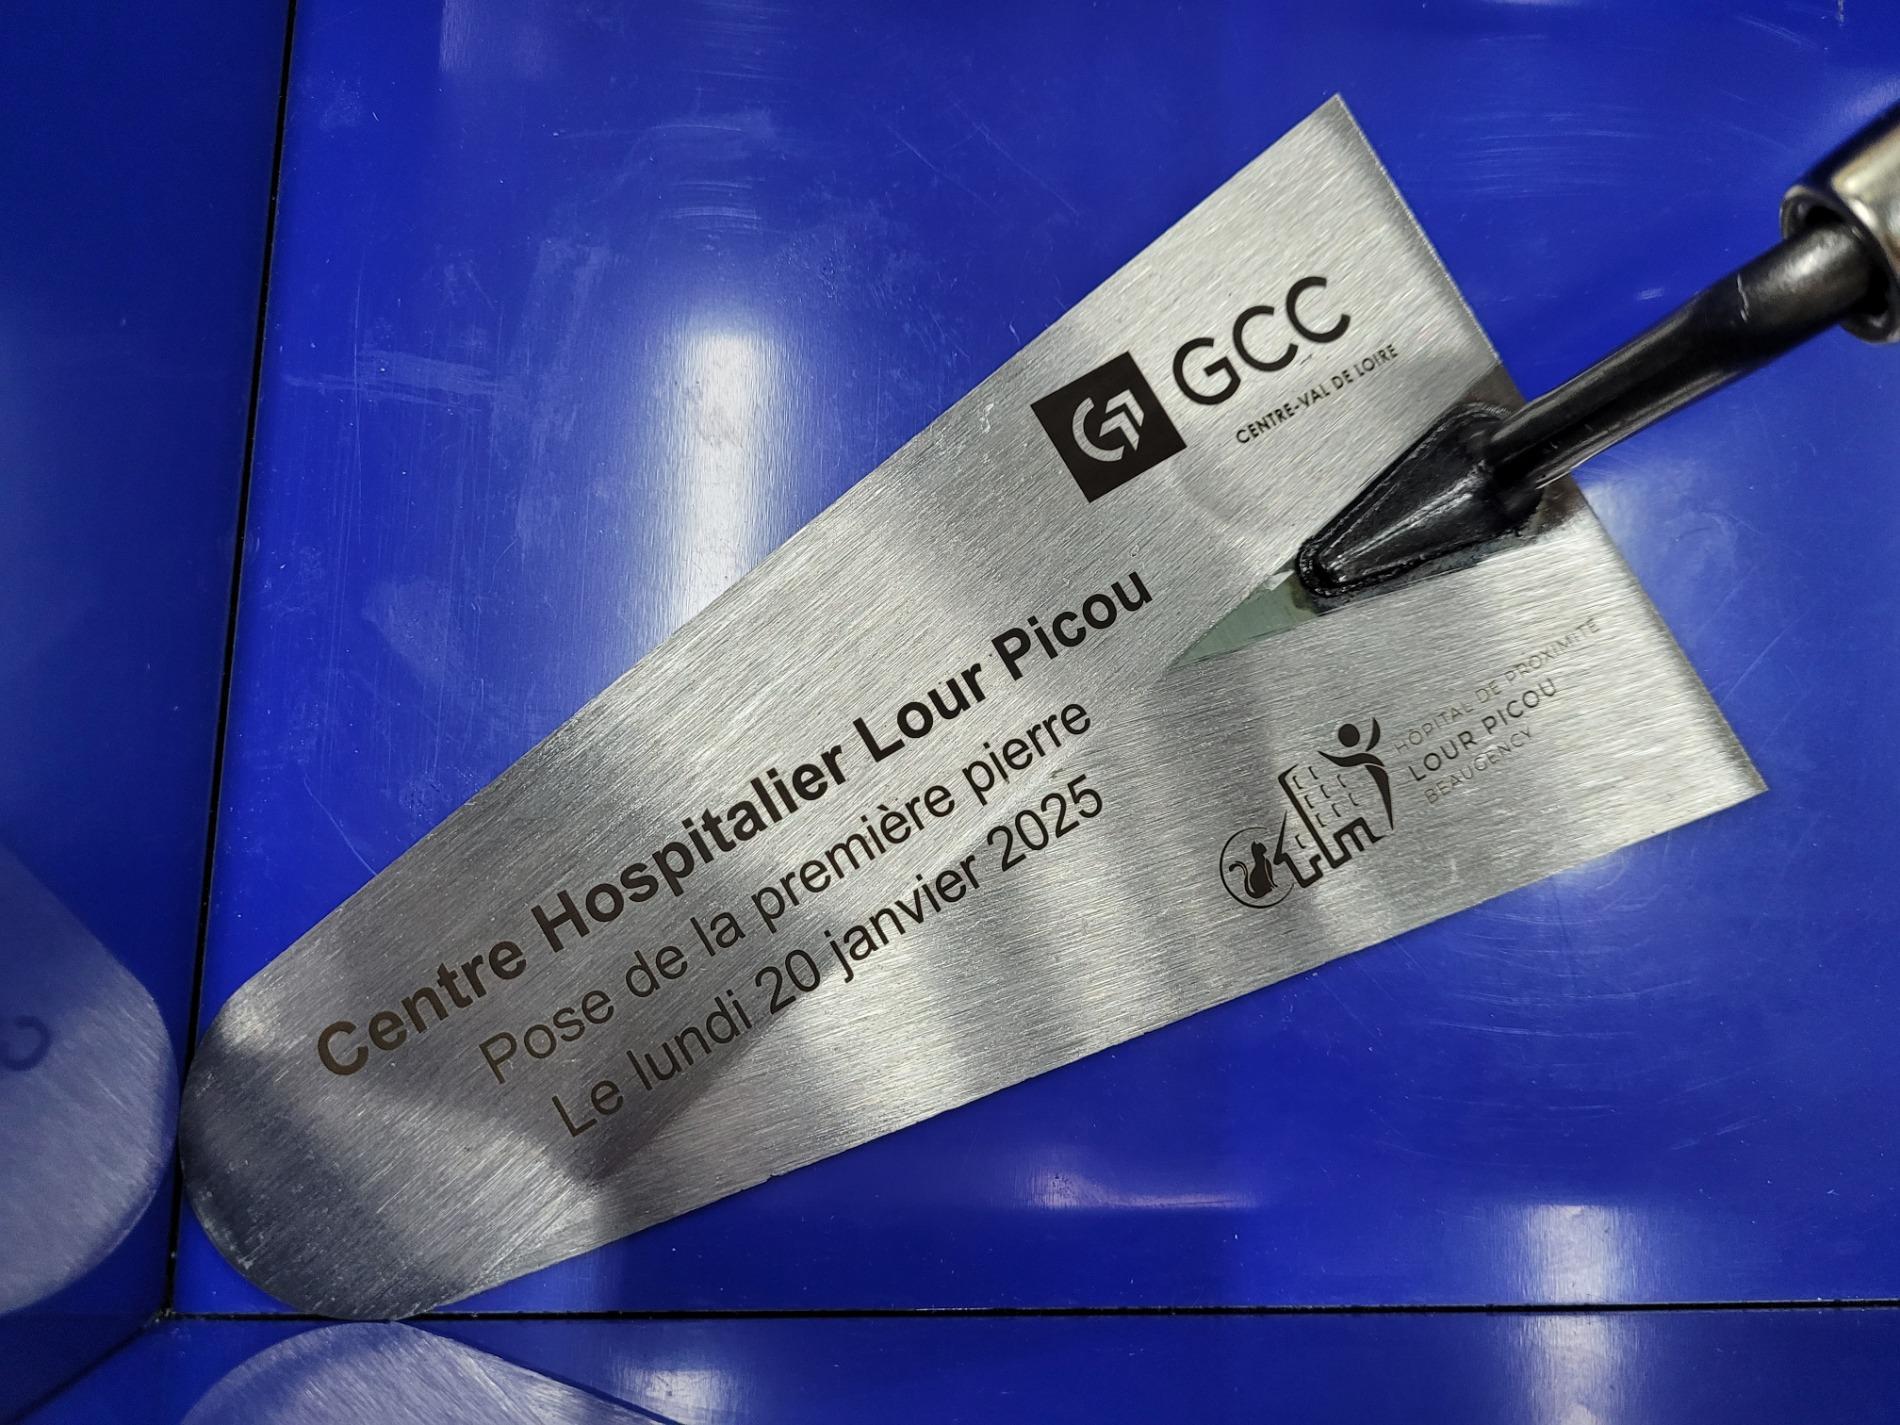 GCC
CENTRE-VAL DE LOIRE
Centre Hospitalier Lour Picou
Pose de la première pierre
Le lundi 20 janvier 2025
HÔPITAL DE PROXIMITÉ
LOUR PICOU
BEAUGENCY